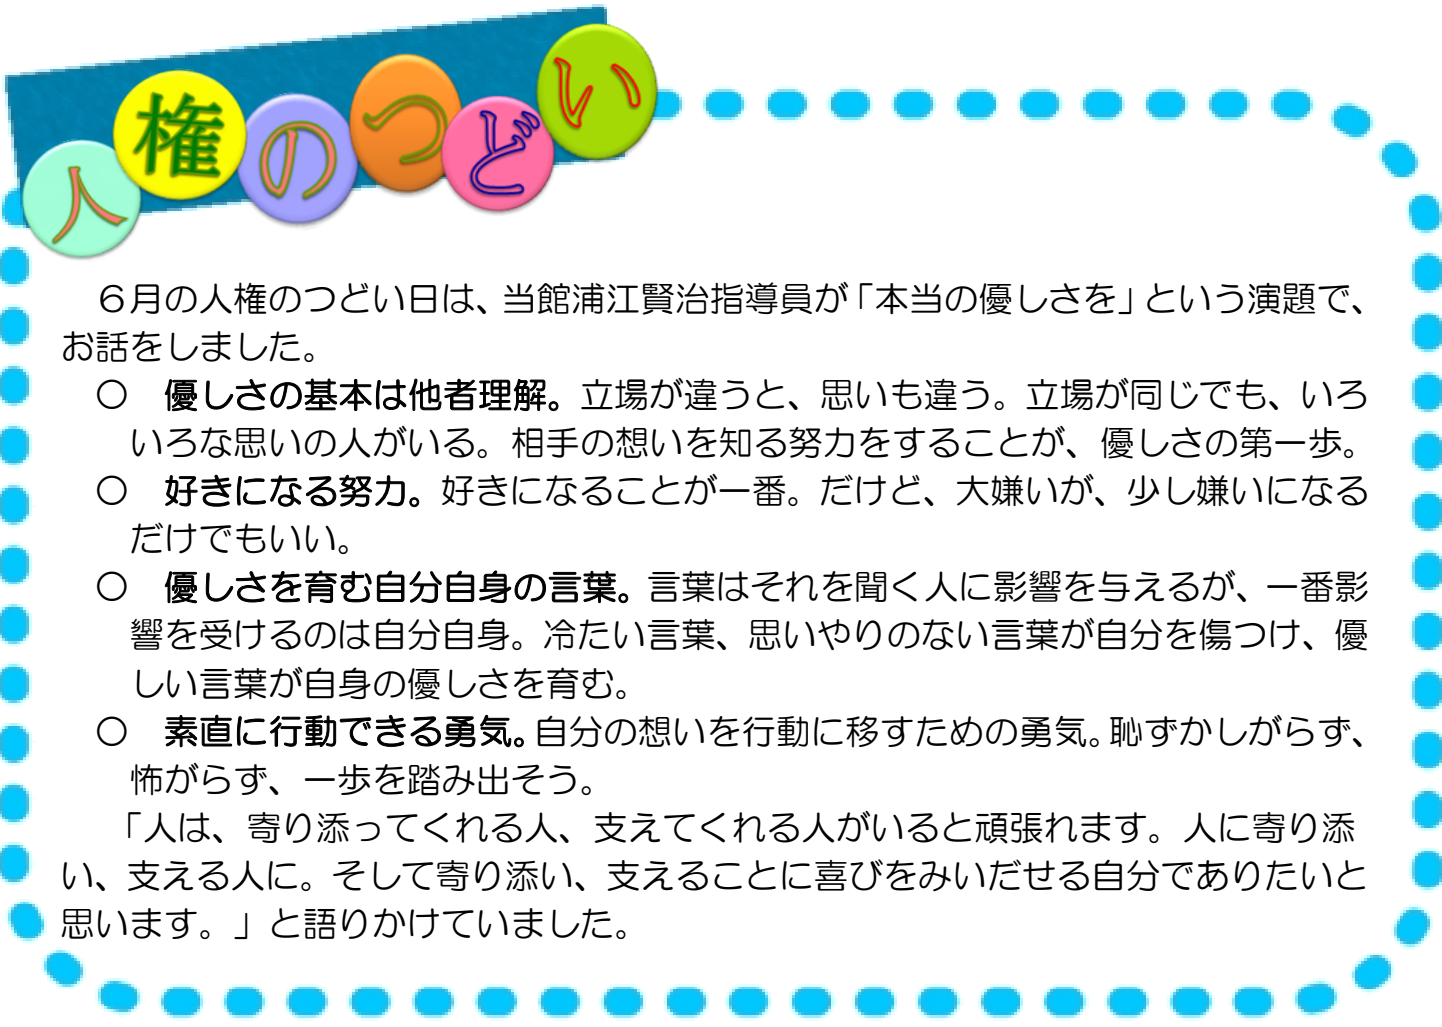 人権のつどい
６月の人権のつどい日は、当館浦江賢治指導員が「本当の優しさを」という演題で、
お話をしました。
○　優しさの基本は他者理解。立場が違うと、思いも違う。立場が同じでも、いろ
いろな思いの人がいる。相手の想いを知る努力をすることが、優しさの第一歩。
○　好きになる努力。好きになることが一番。だけど、大嫌いが、少し嫌いになる
だけでもいい。
○　優しさを育む自分自身の言葉。言葉はそれを聞く人に影響を与えるが、一番影
響を受けるのは自分自身。冷たい言葉、思いやりのない言葉が自分を傷つけ、優
しい言葉が自身の優しさを育む。
○　素直に行動できる勇気。自分の想いを行動に移すための勇気。恥ずかしがらず、
怖がらず、一歩を踏み出そう。
「人は、寄り添ってくれる人、支えてくれる人がいると頑張れます。人に寄り添
い、支える人に。そして寄り添い、支えることに喜びをみいだせる自分でありたいと
思います。」と語りかけていました。